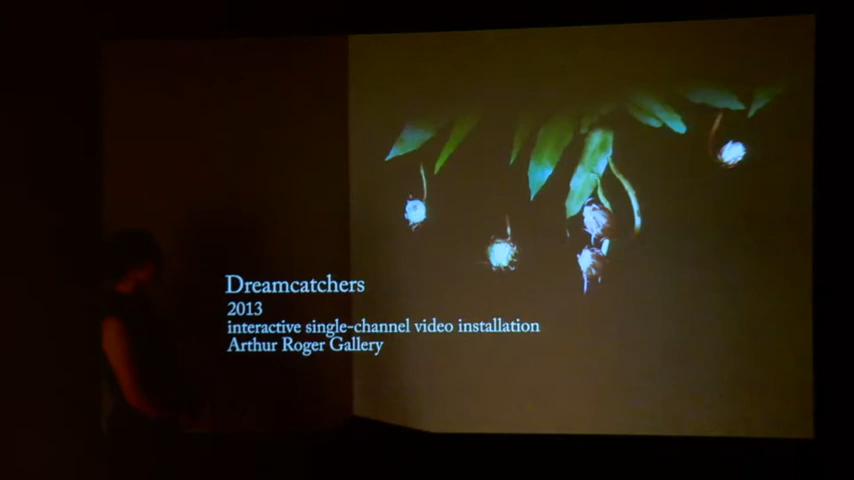 Dreamcatchers
2013
interactive single-channel video installation
Arthur Roger Gallery